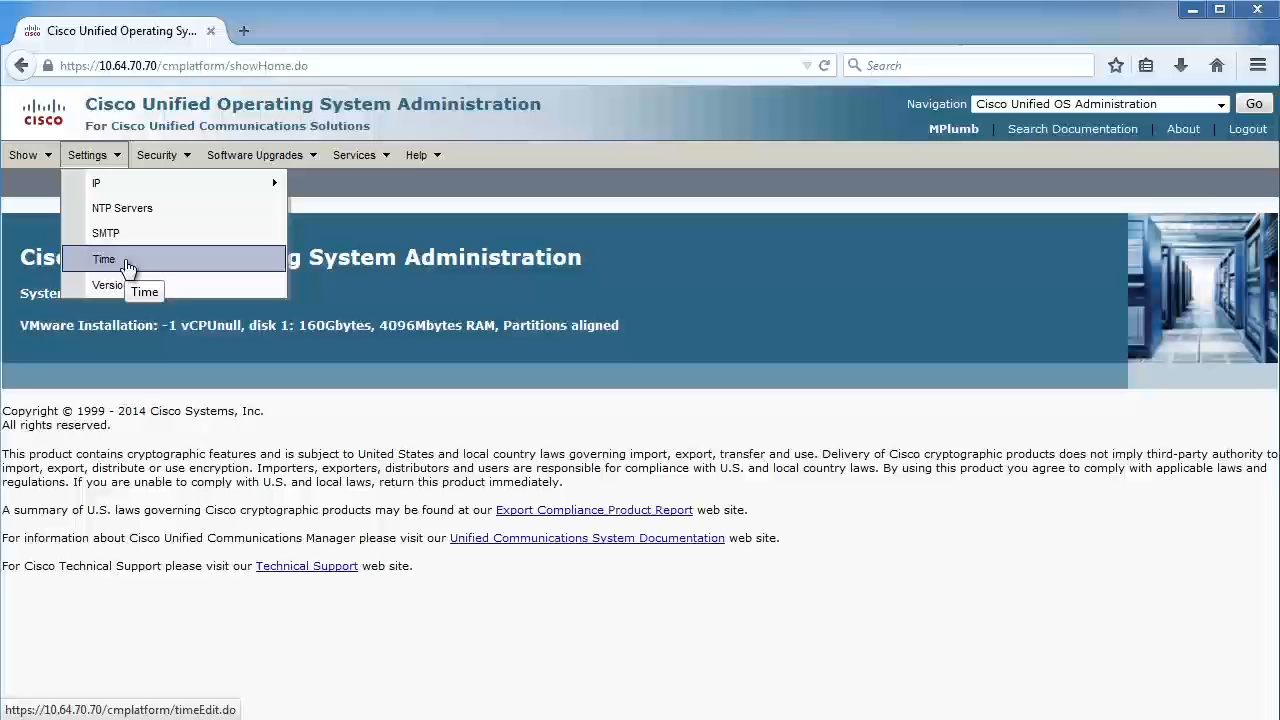 Cisco Unified Operating Sy...
https://10.64.70.70/cmplatform/showHome.do
Search
Cisco Unified Operating System Administration
For Cisco Unified Communications Solutions
CISCO
Navigation Cisco Unified OS Administration Go
MPlumb | Search Documentation | About | Logout
Show Settings Security Software Upgrades Services Help
IP
NTP Servers
SMTP
Time
Versio
Time
Cis g System Administration
Syste
VMware Installation: -1 vCPUnull, disk 1: 160Gbytes, 4096Mbytes RAM, Partitions aligned
Copyright © 1999 - 2014 Cisco Systems, Inc.
All rights reserved.
This product contains cryptographic features and is subject to United States and local country laws governing import, export, transfer and use. Delivery of Cisco cryptographic products does not imply third-party authority to
import, export, distribute or use encryption. Importers, exporters, distributors and users are responsible for compliance with U.S. and local country laws. By using this product you agree to comply with applicable laws and
regulations. If you are unable to comply with U.S. and local laws, return this product immediately.
A summary of U.S. laws governing Cisco cryptographic products may be found at our Export Compliance Product Report web site.
For information about Cisco Unified Communications Manager please visit our Unified Communications System Documentation web site.
For Cisco Technical Support please visit our Technical Support web site.
https://10.64.70.70/cmplatform/timeEdit.do